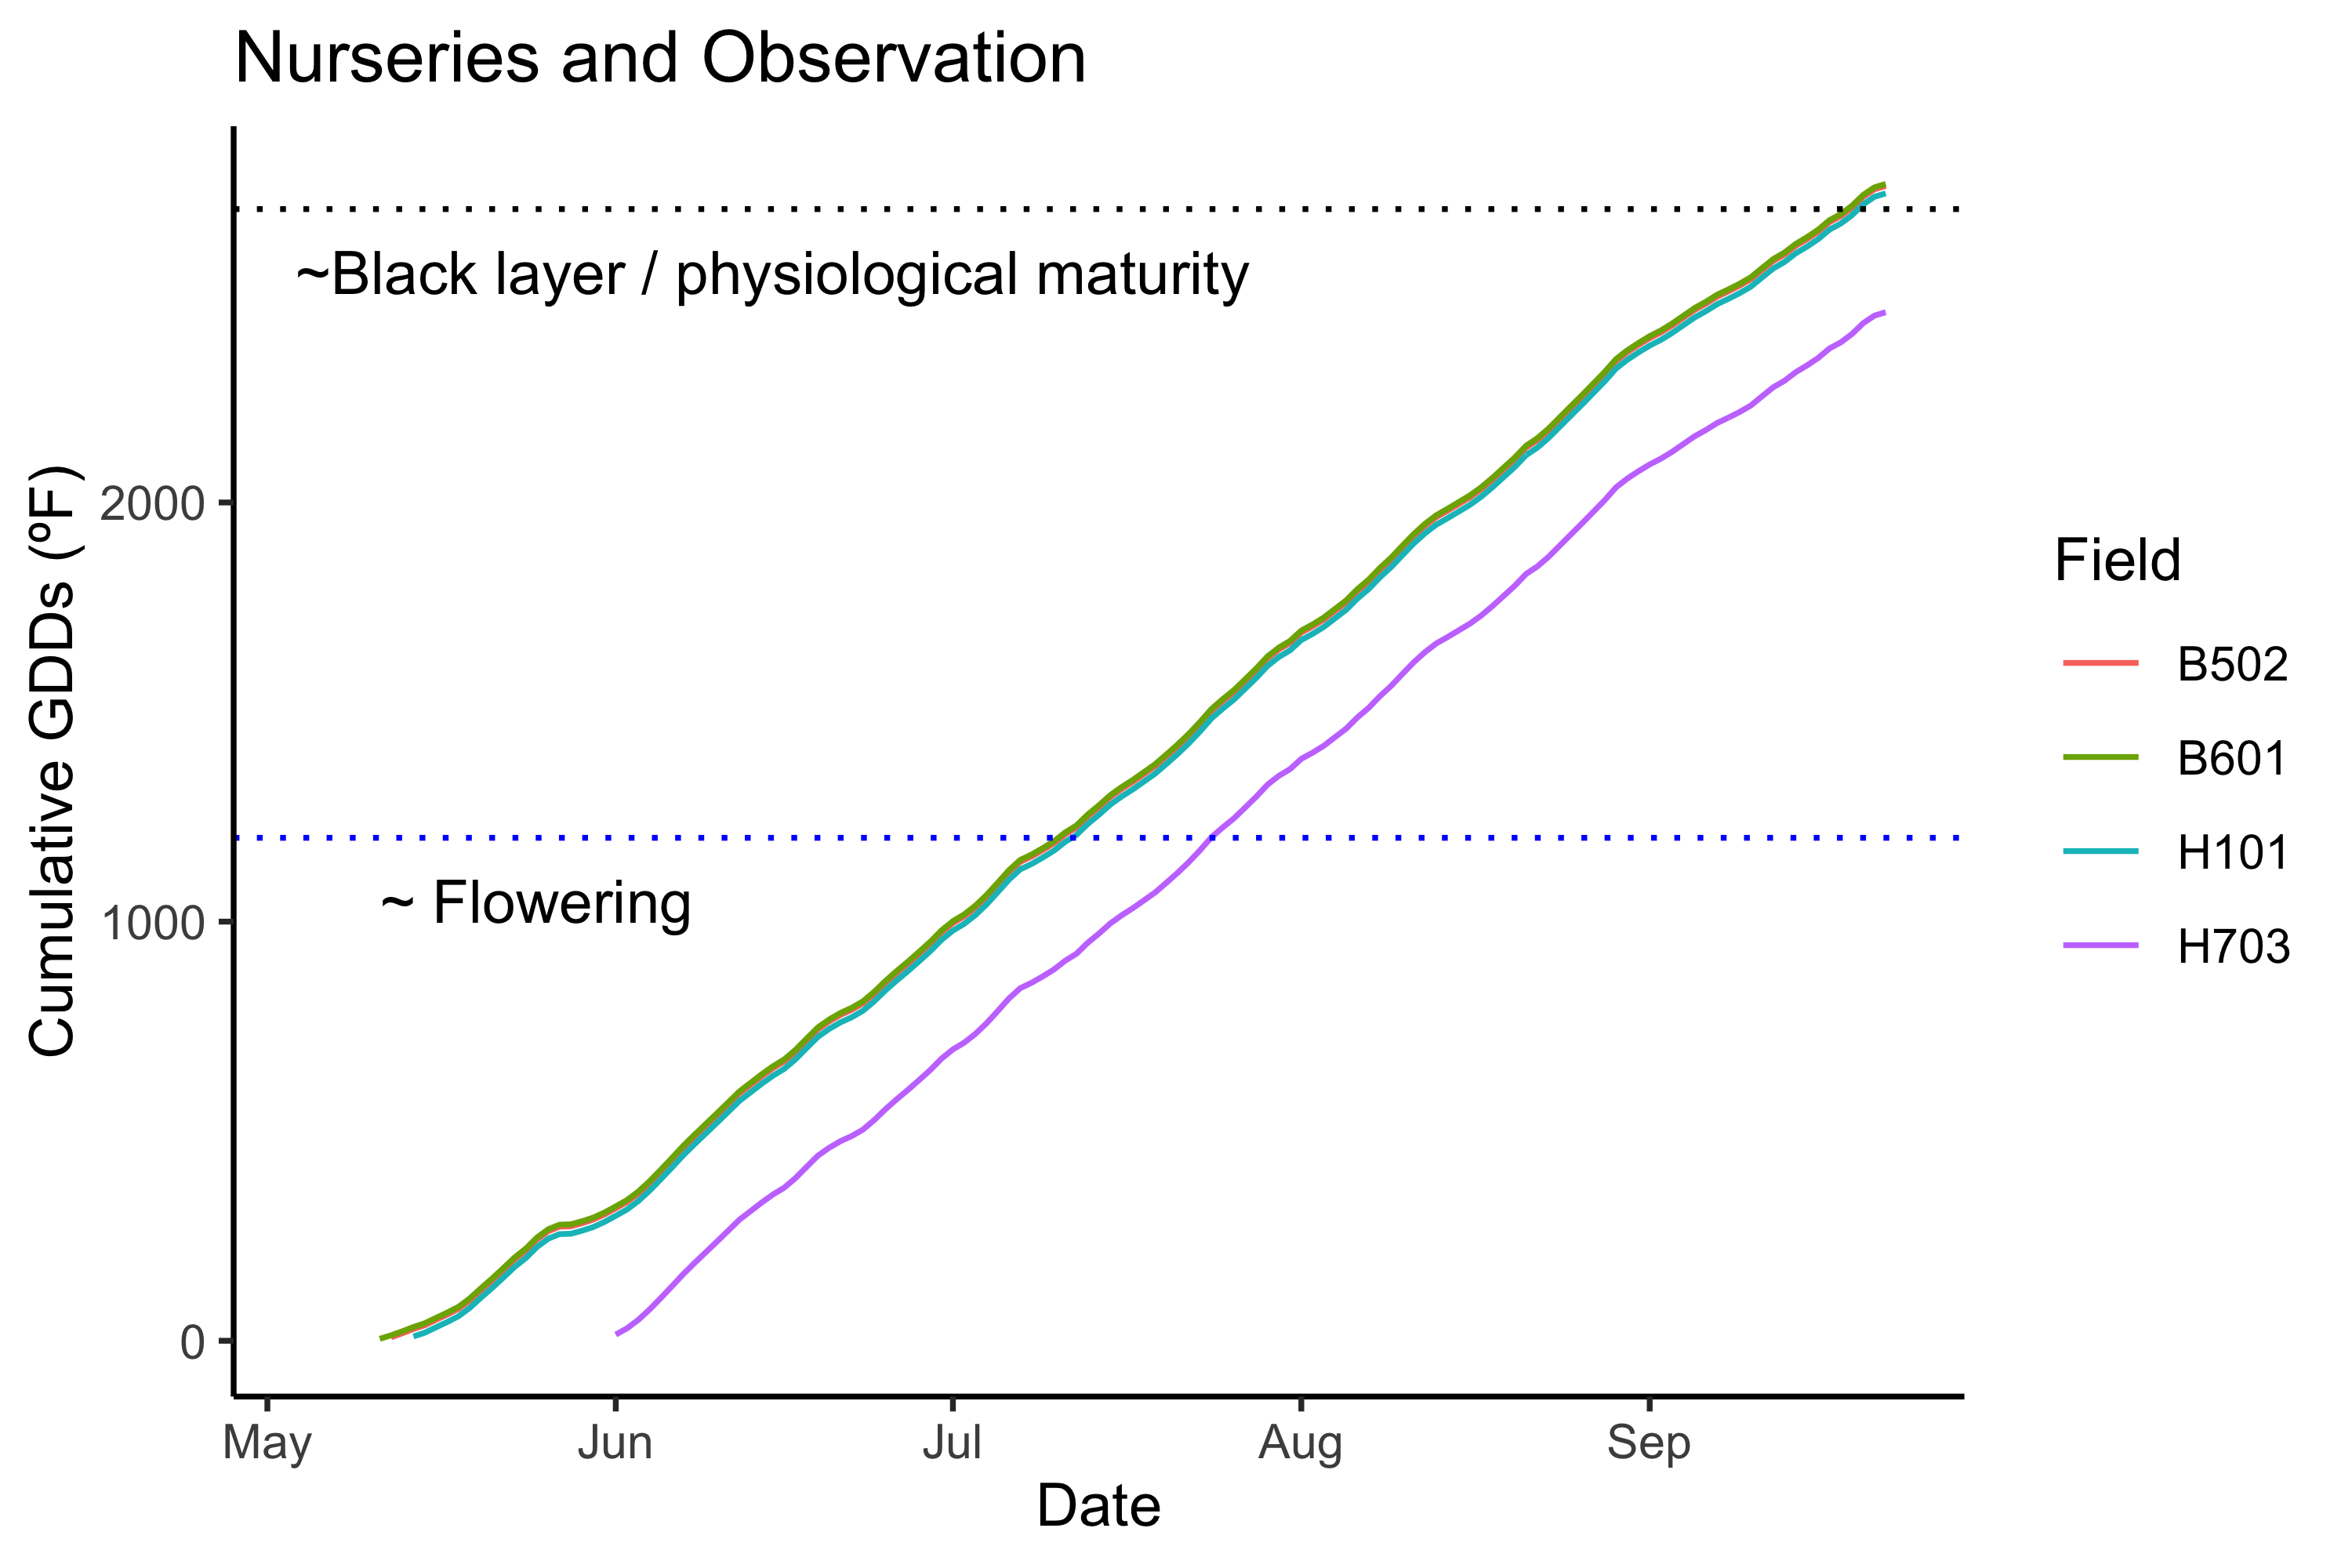 Nurseries and Observation
~Black layer / physiological maturity
~ Flowering
Cumulative GDDs (ºF)
2000
1000
0
May
Jun
Jul
Aug
Sep
Date
Field
B502
B601
H101
H703